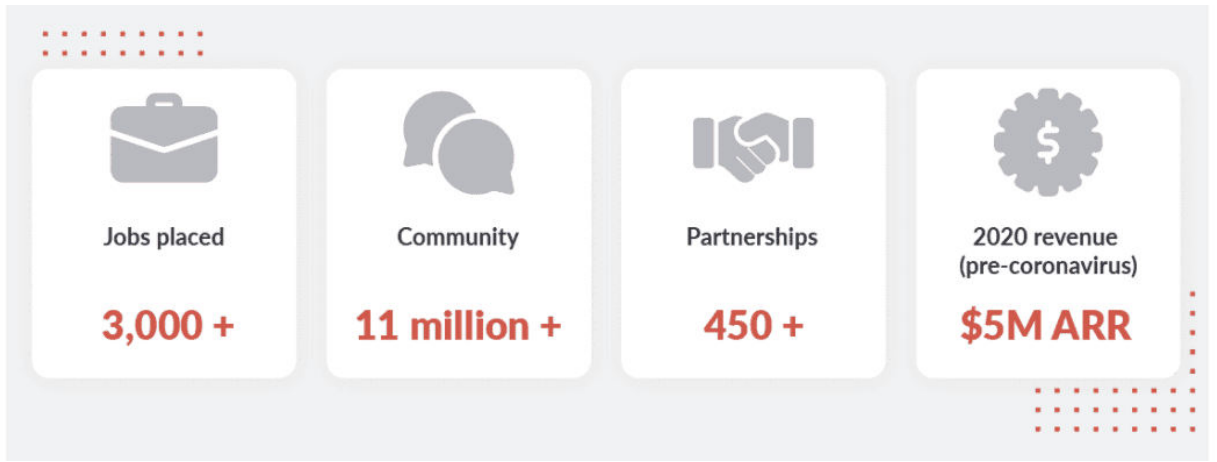 Jobs placed
3,000 +
Community
11 million +
Partnerships
450 +
$
2020 revenue
(pre-coronavirus)
$5M ARR